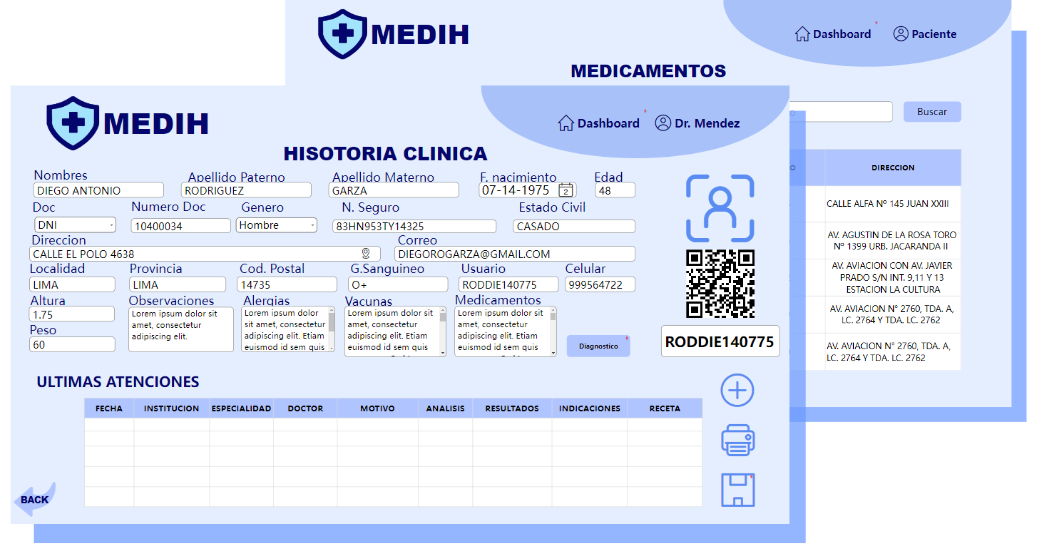 MEDIH
Dashboard
Paciente
MEDICAMENTOS
Buscar
DIRECCION
CALLE ALFA Nº 145 JUAN XXIII
AV. AGUSTIN DE LA ROSA TORO
Nº 1399 URB. JACARANDA II
AV. AVIACION CON AV. JAVIER
PRADO S/N INT. 9,11 Y 13
ESTACION LA CULTURA
AV. AVIACION N° 2760, TDA. A,
LC. 2764 Y TDA. LC. 2762
AV. AVIACION N° 2760, TDA. A,
LC. 2764 Y TDA. LC. 2762
MEDIH
Dashboard
Dr. Mendez
HISOTORIA CLINICA
Nombres Apellido Paterno Apellido Materno F. nacimiento Edad
DIEGO ANTONIO RODRIGUEZ GARZA 07-14-1975 2 48
Doc Numero Doc Genero N. Seguro Estado Civil
DNI 10400034 Hombre 83HN953TY14325 CASADO
Direccion Correo
CALLE EL POLO 4638 DIEGOROGARZA@GMAIL.COM
Localidad Provincia Cod. Postal G.Sanguineo Usuario Celular
LIMA LIMA 14735 O+ RODDIE140775 999564722
Altura
1.75
Peso
60
Observaciones
Lorem ipsum dolor sit
amet, consectetur
adipiscing elit.
Alergias
Lorem ipsum dolor
sit amet, consectetur
adipiscing elit. Etiam
euismod id sem quis
Vacunas
Lorem ipsum dolor sit
amet, consectetur
adipiscing elit. Etiam
euismod id sem quis
Medicamentos
Lorem ipsum dolor sit
amet, consectetur
adipiscing elit. Etiam
euismod id sem quis
Diagnostico
RODDIE140775
ULTIMAS ATENCIONES
FECHA INSTITUCION ESPECIALIDAD DOCTOR MOTIVO ANALISIS RESULTADOS INDICACIONES RECETA
BACK